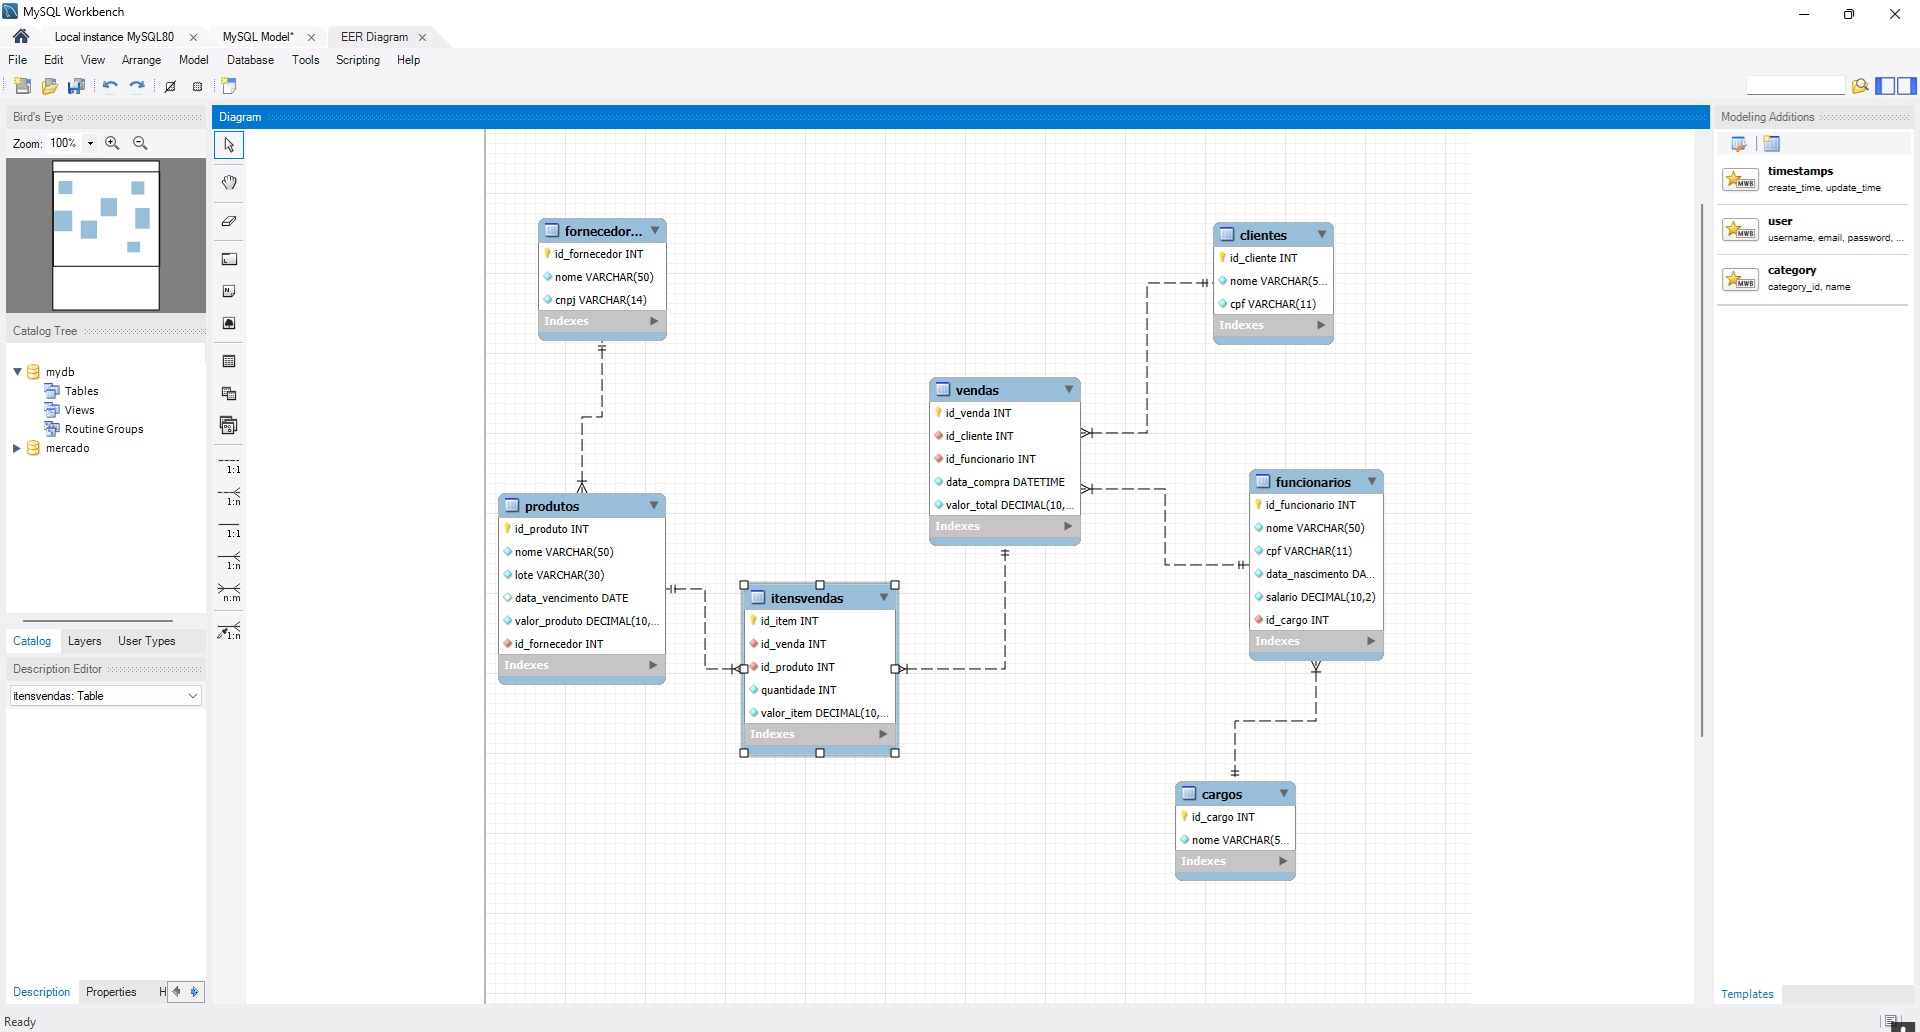 MySQL Workbench
Local instance MySQL80
MySQL Model*
EER Diagram
File Edit View Arrange Model Database Tools Scripting Help
Bird's Eye
Zoom: 100%
Catalog Tree
mydb
Tables
Views
Routine Groups
mercado
Catalog Layers User Types
Description Editor
itensvendas: Table
Description Properties H
Ready
Diagram
1:1
1:n
1:1
1:n
n:m
1:n
fornecedor...
id_fornecedor INT
nome VARCHAR(50)
cnpj VARCHAR(14)
Indexes
produtos
id_produto INT
nome VARCHAR(50)
lote VARCHAR(30)
data_vencimento DATE
valor_produto DECIMAL(10,...
id_fornecedor INT
Indexes
itensvendas
id_item INT
id_venda INT
id_produto INT
quantidade INT
valor_item DECIMAL(10,...
Indexes
vendas
id_venda INT
id_cliente INT
id_funcionario INT
data_compra DATETIME
valor_total DECIMAL(10,...
Indexes
clientes
id_cliente INT
nome VARCHAR(5...
cpf VARCHAR(11)
Indexes
funcionarios
id_funcionario INT
nome VARCHAR(50)
cpf VARCHAR(11)
data_nascimento DA...
salario DECIMAL(10,2)
id_cargo INT
Indexes
cargos
id_cargo INT
nome VARCHAR(5...
Indexes
Modeling Additions
MWB
timestamps
create_time, update_time
MWB
user
username, email, password, ...
MWB
category
category_id, name
Templates